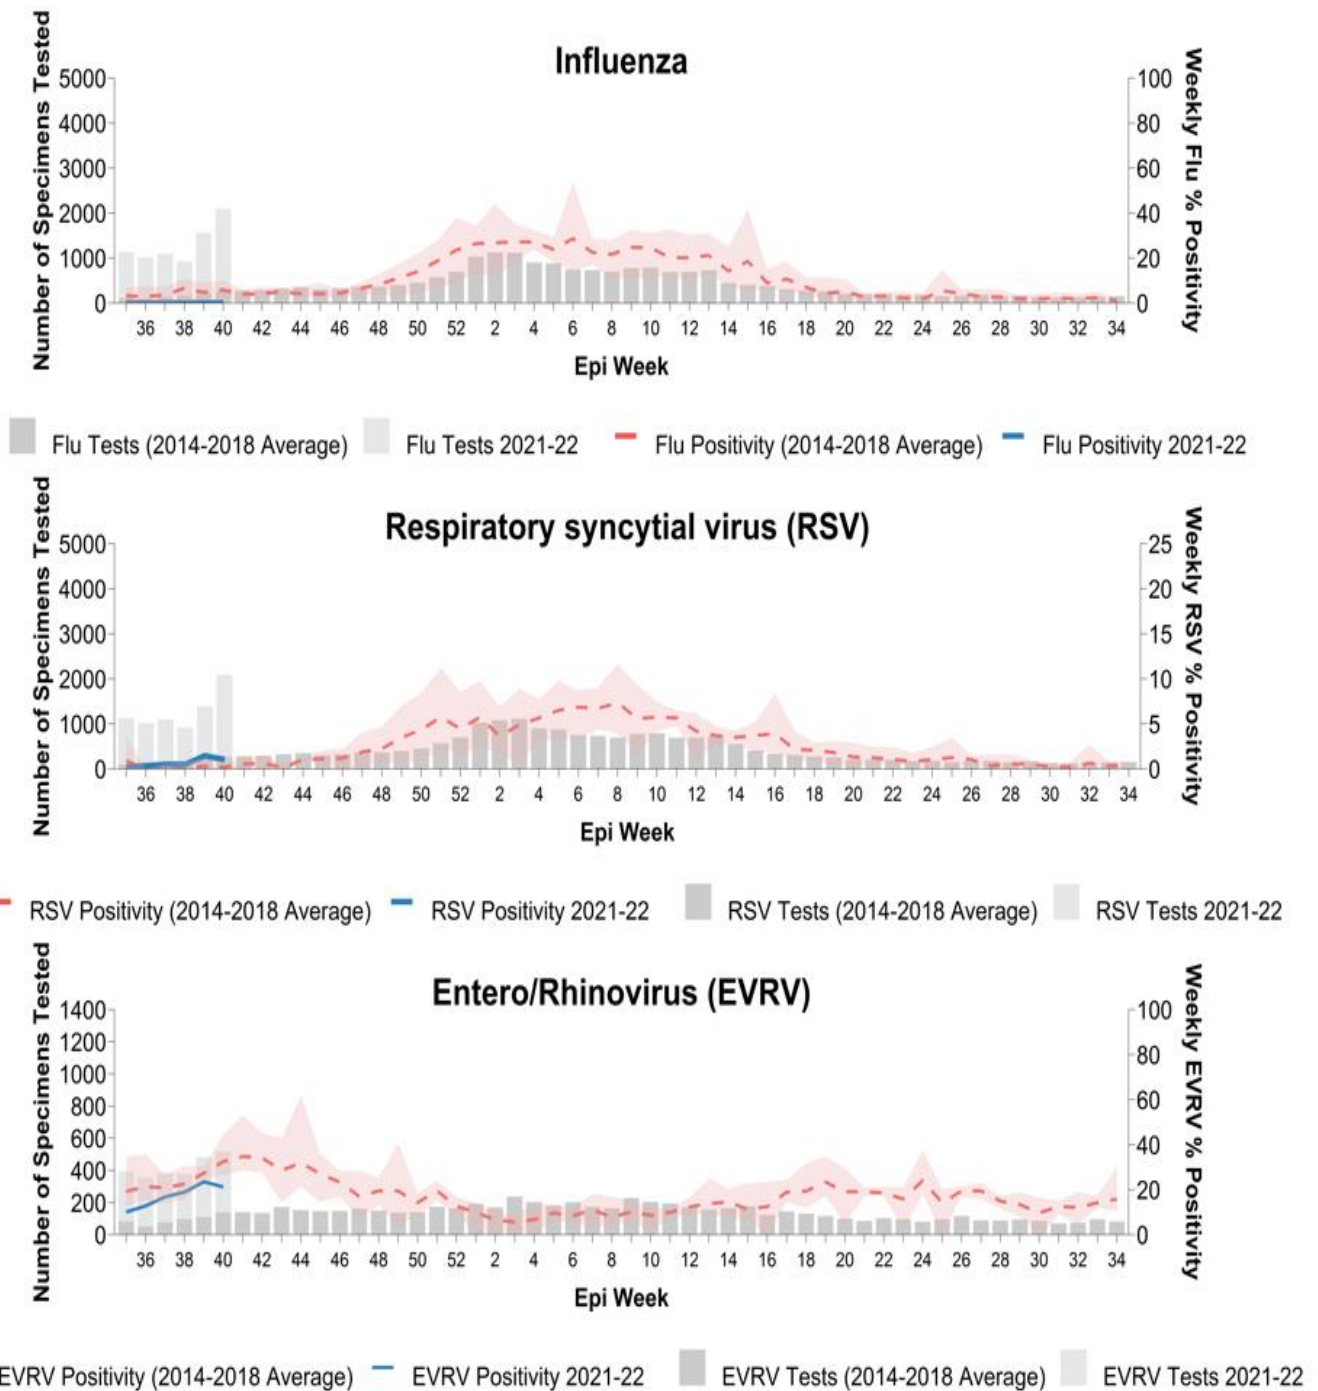 Influenza
Number of Specimens Tested
5000
4000
3000
2000
1000
0
Weekly Flu % Positivity
100
80
60
40
20
0
36 38 40 42 44 46 48 50 52 2 4 6 8 10 12 14 16 18 20 22 24 26 28 30 32 34
Epi Week
Flu Tests (2014-2018 Average) Flu Tests 2021-22 Flu Positivity (2014-2018 Average) Flu Positivity 2021-22
Respiratory syncytial virus (RSV)
Number of Specimens Tested
5000
4000
3000
2000
1000
0
Weekly RSV % Positivity
25
20
15
10
5
0
36 38 40 42 44 46 48 50 52 2 4 6 8 10 12 14 16 18 20 22 24 26 28 30 32 34
Epi Week
RSV Positivity (2014-2018 Average) RSV Positivity 2021-22 RSV Tests (2014-2018 Average) RSV Tests 2021-22
Entero/Rhinovirus (EVRV)
Number of Specimens Tested
1400
1200
1000
800
600
400
200
0
Weekly EVRV % Positivity
100
80
60
40
20
0
36 38 40 42 44 46 48 50 52 2 4 6 8 10 12 14 16 18 20 22 24 26 28 30 32 34
Epi Week
EVRV Positivity (2014-2018 Average) EVRV Positivity 2021-22 EVRV Tests (2014-2018 Average) EVRV Tests 2021-22